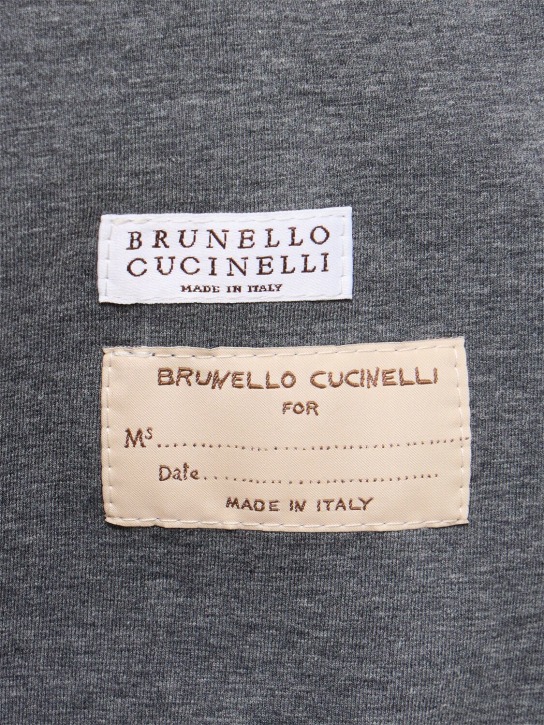 BRUNELLO
CUCINELLI
MADE IN ITALY
BRUNELLO CUCINELLI
FOR
Ms.......................................
Date..............................
MADE IN ITALY